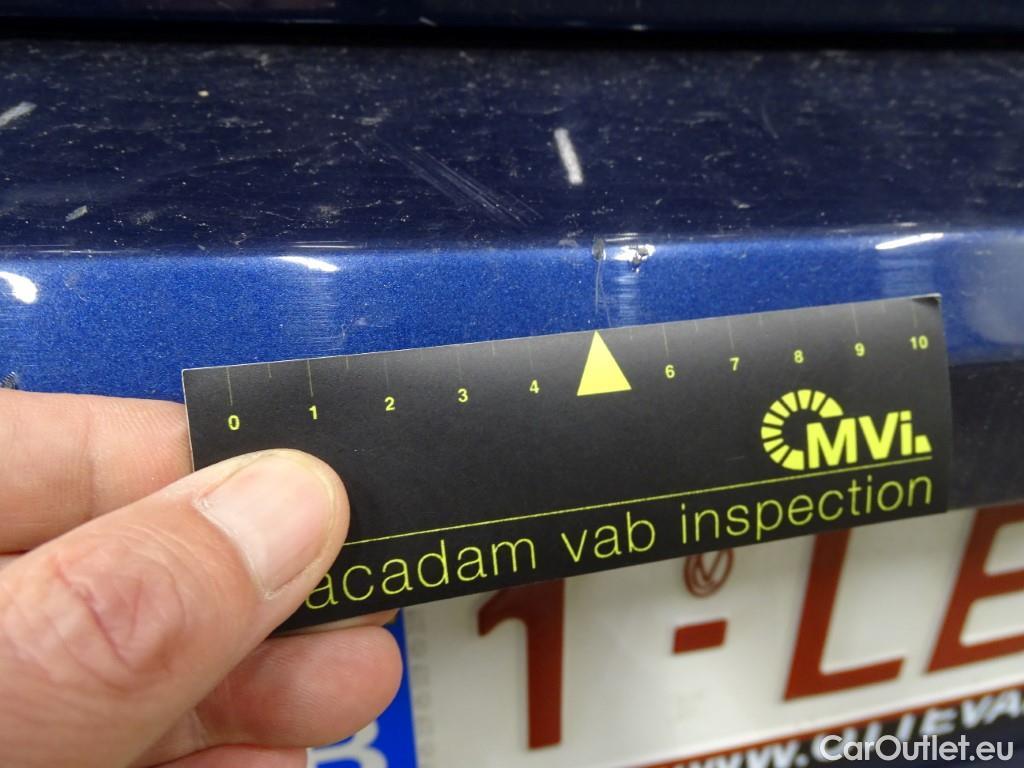 0 1 2 3 4 6 7 8 9 10
MVi.
acadam vab inspection
1-LE
B
CarOutlet.eu